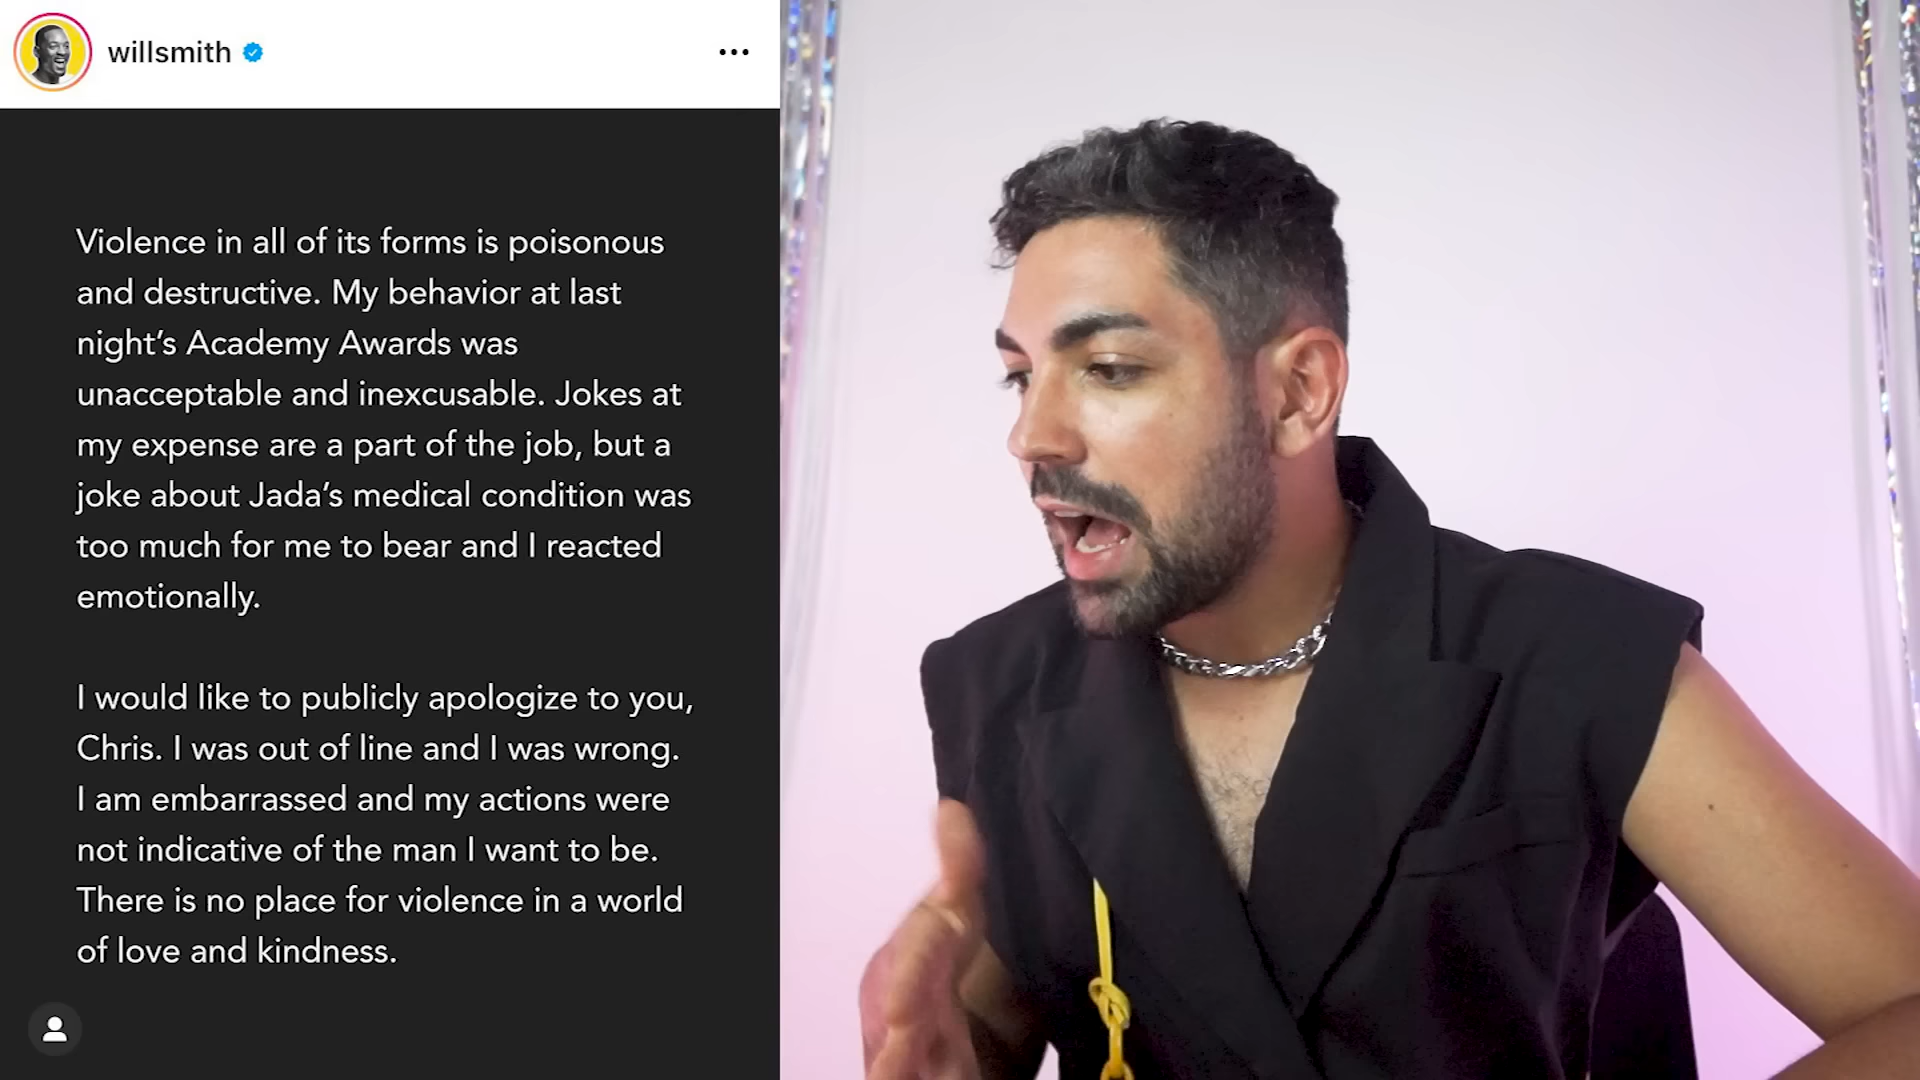 willsmith
Violence in all of its forms is poisonous
and destructive. My behavior at last
night’s Academy Awards was
unacceptable and inexcusable. Jokes at
my expense are a part of the job, but a
joke about Jada’s medical condition was
too much for me to bear and I reacted
emotionally.
I would like to publicly apologize to you,
Chris. I was out of line and I was wrong.
I am embarrassed and my actions were
not indicative of the man I want to be.
There is no place for violence in a world
of love and kindness.